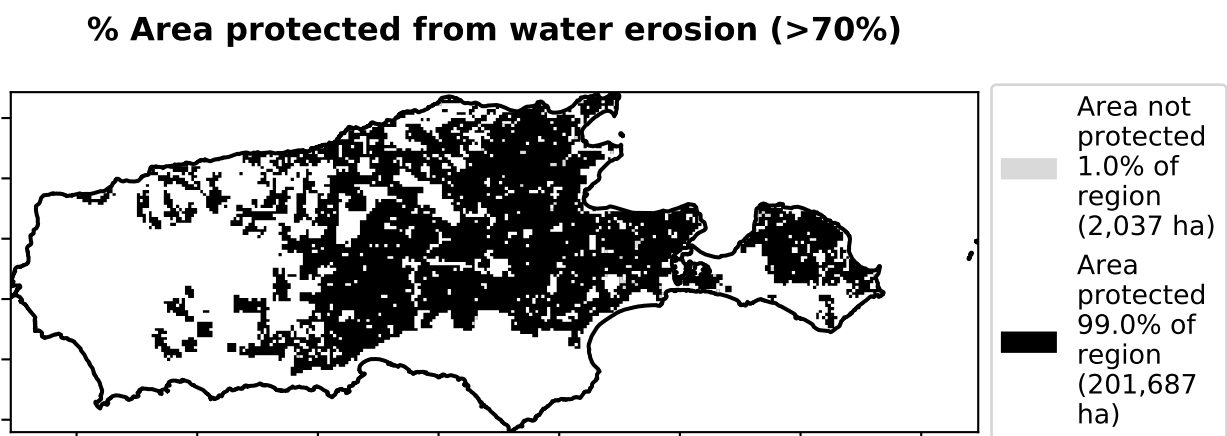 % Area protected from water erosion (>70%)
Area not
protected
1.0% of
region
(2,037 ha)
Area
protected
99.0% of
region
(201,687
ha)